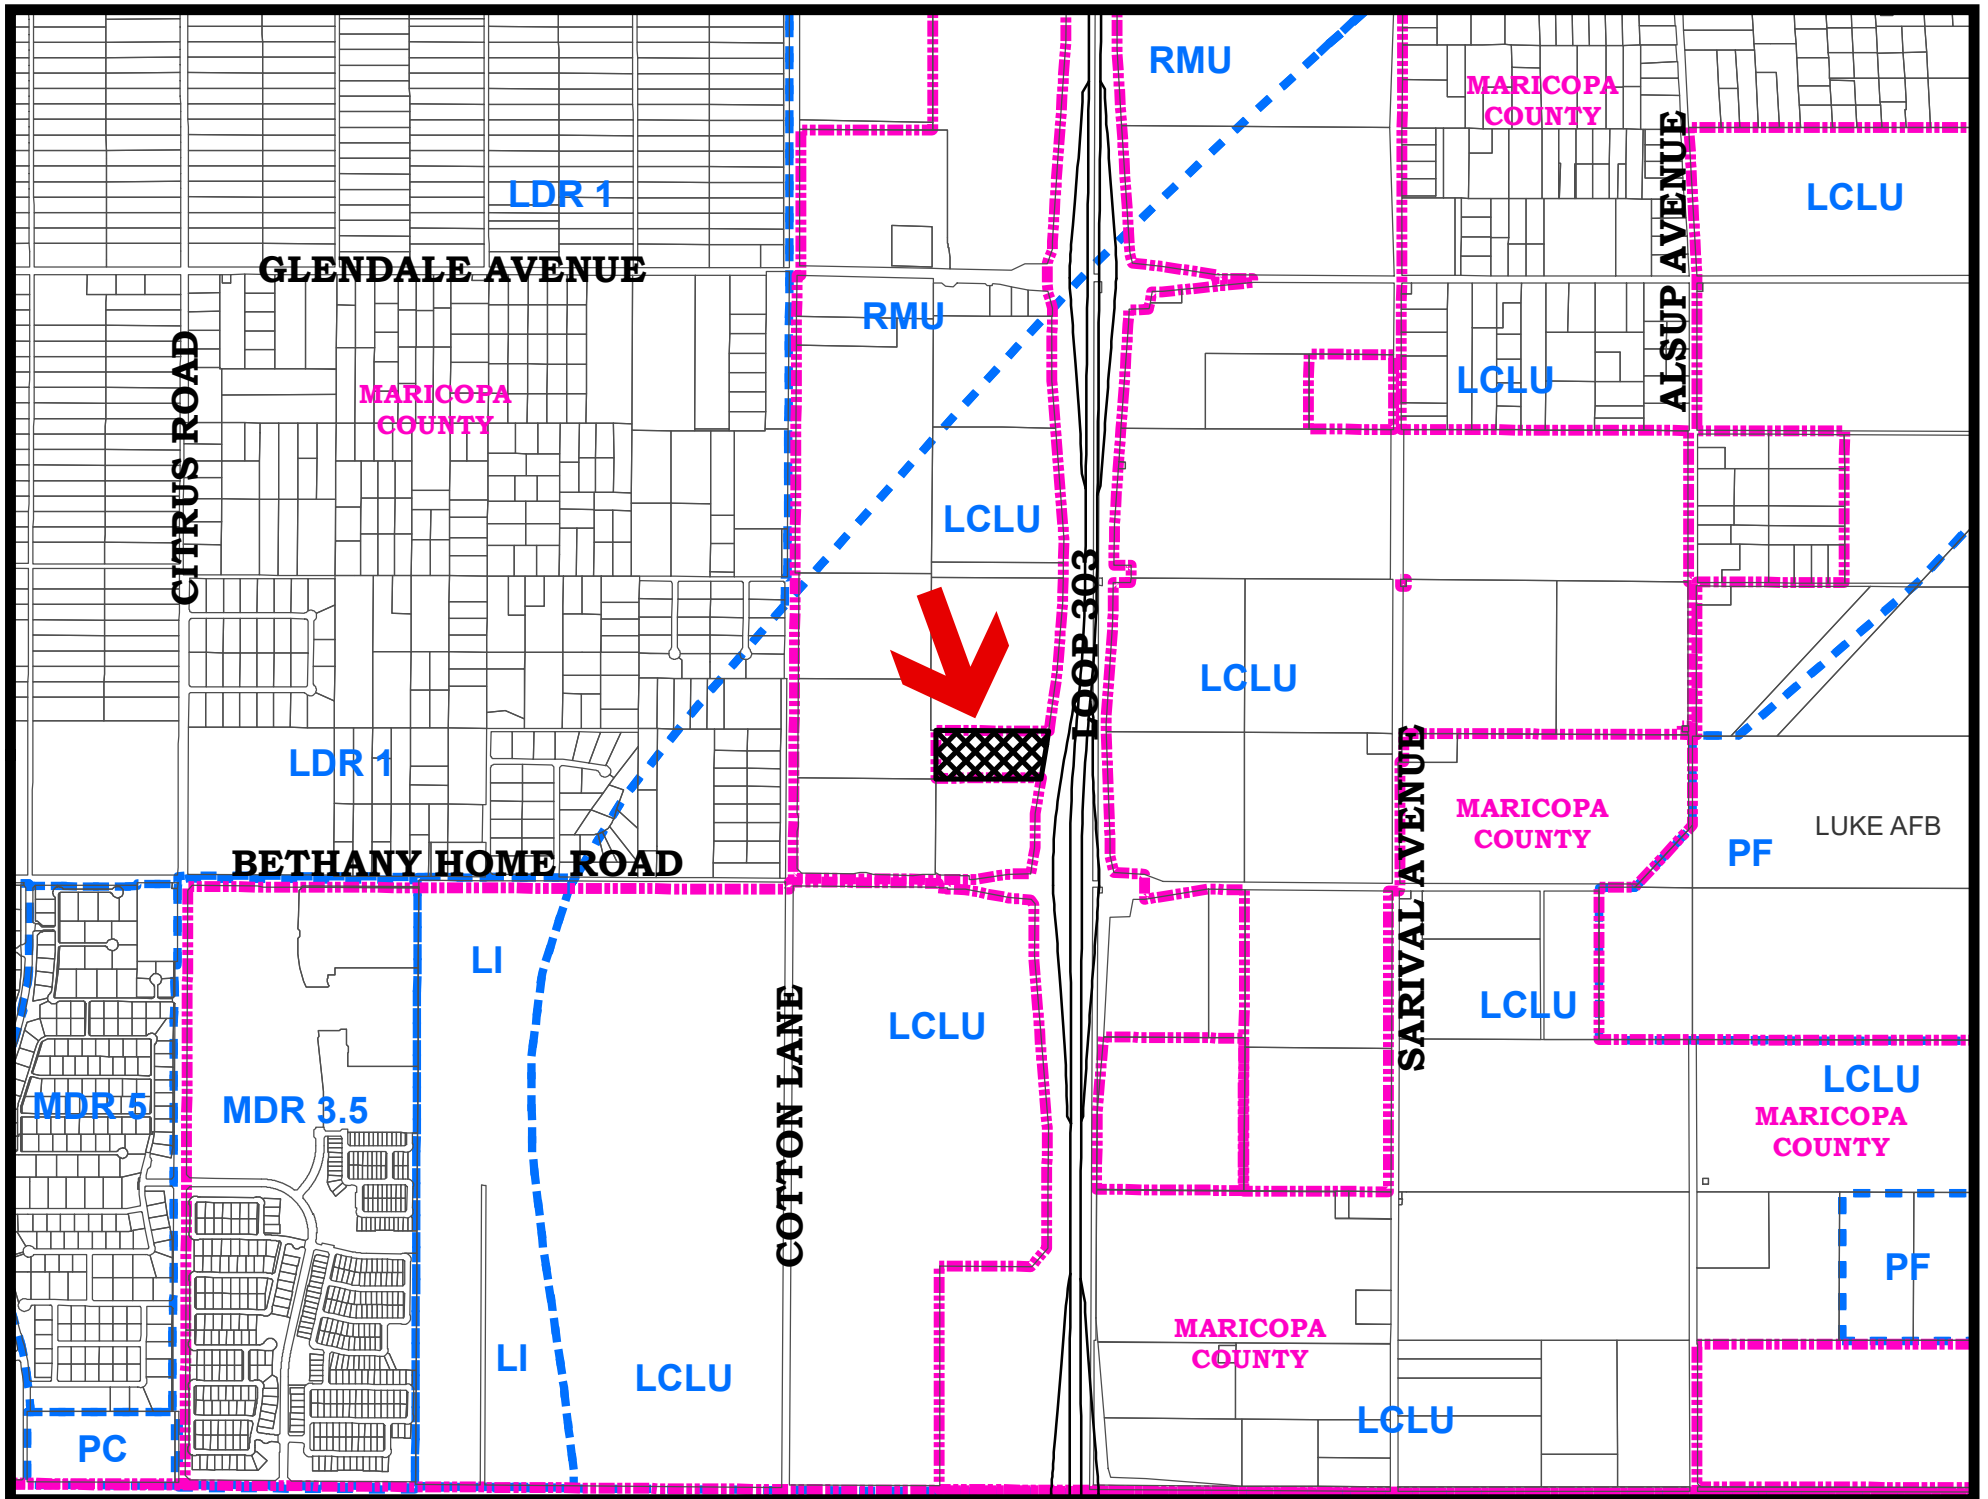 RMU
MARICOPA
COUNTY
LDR 1
LCLU
ALSUP AVENUE
GLENDALE AVENUE
RMU
CITRUS ROAD
MARICOPA
COUNTY
LCLU
LCLU
LOOP 303
LCLU
LDR 1
SARIVAL AVENUE
MARICOPA
COUNTY
LUKE AFB
PF
BETHANY HOME ROAD
LI
COTTON LANE
LCLU
LCLU
MDR 5
MDR 3.5
LCLU
MARICOPA
COUNTY
PF
MARICOPA
COUNTY
LI
LCLU
LCLU
PC